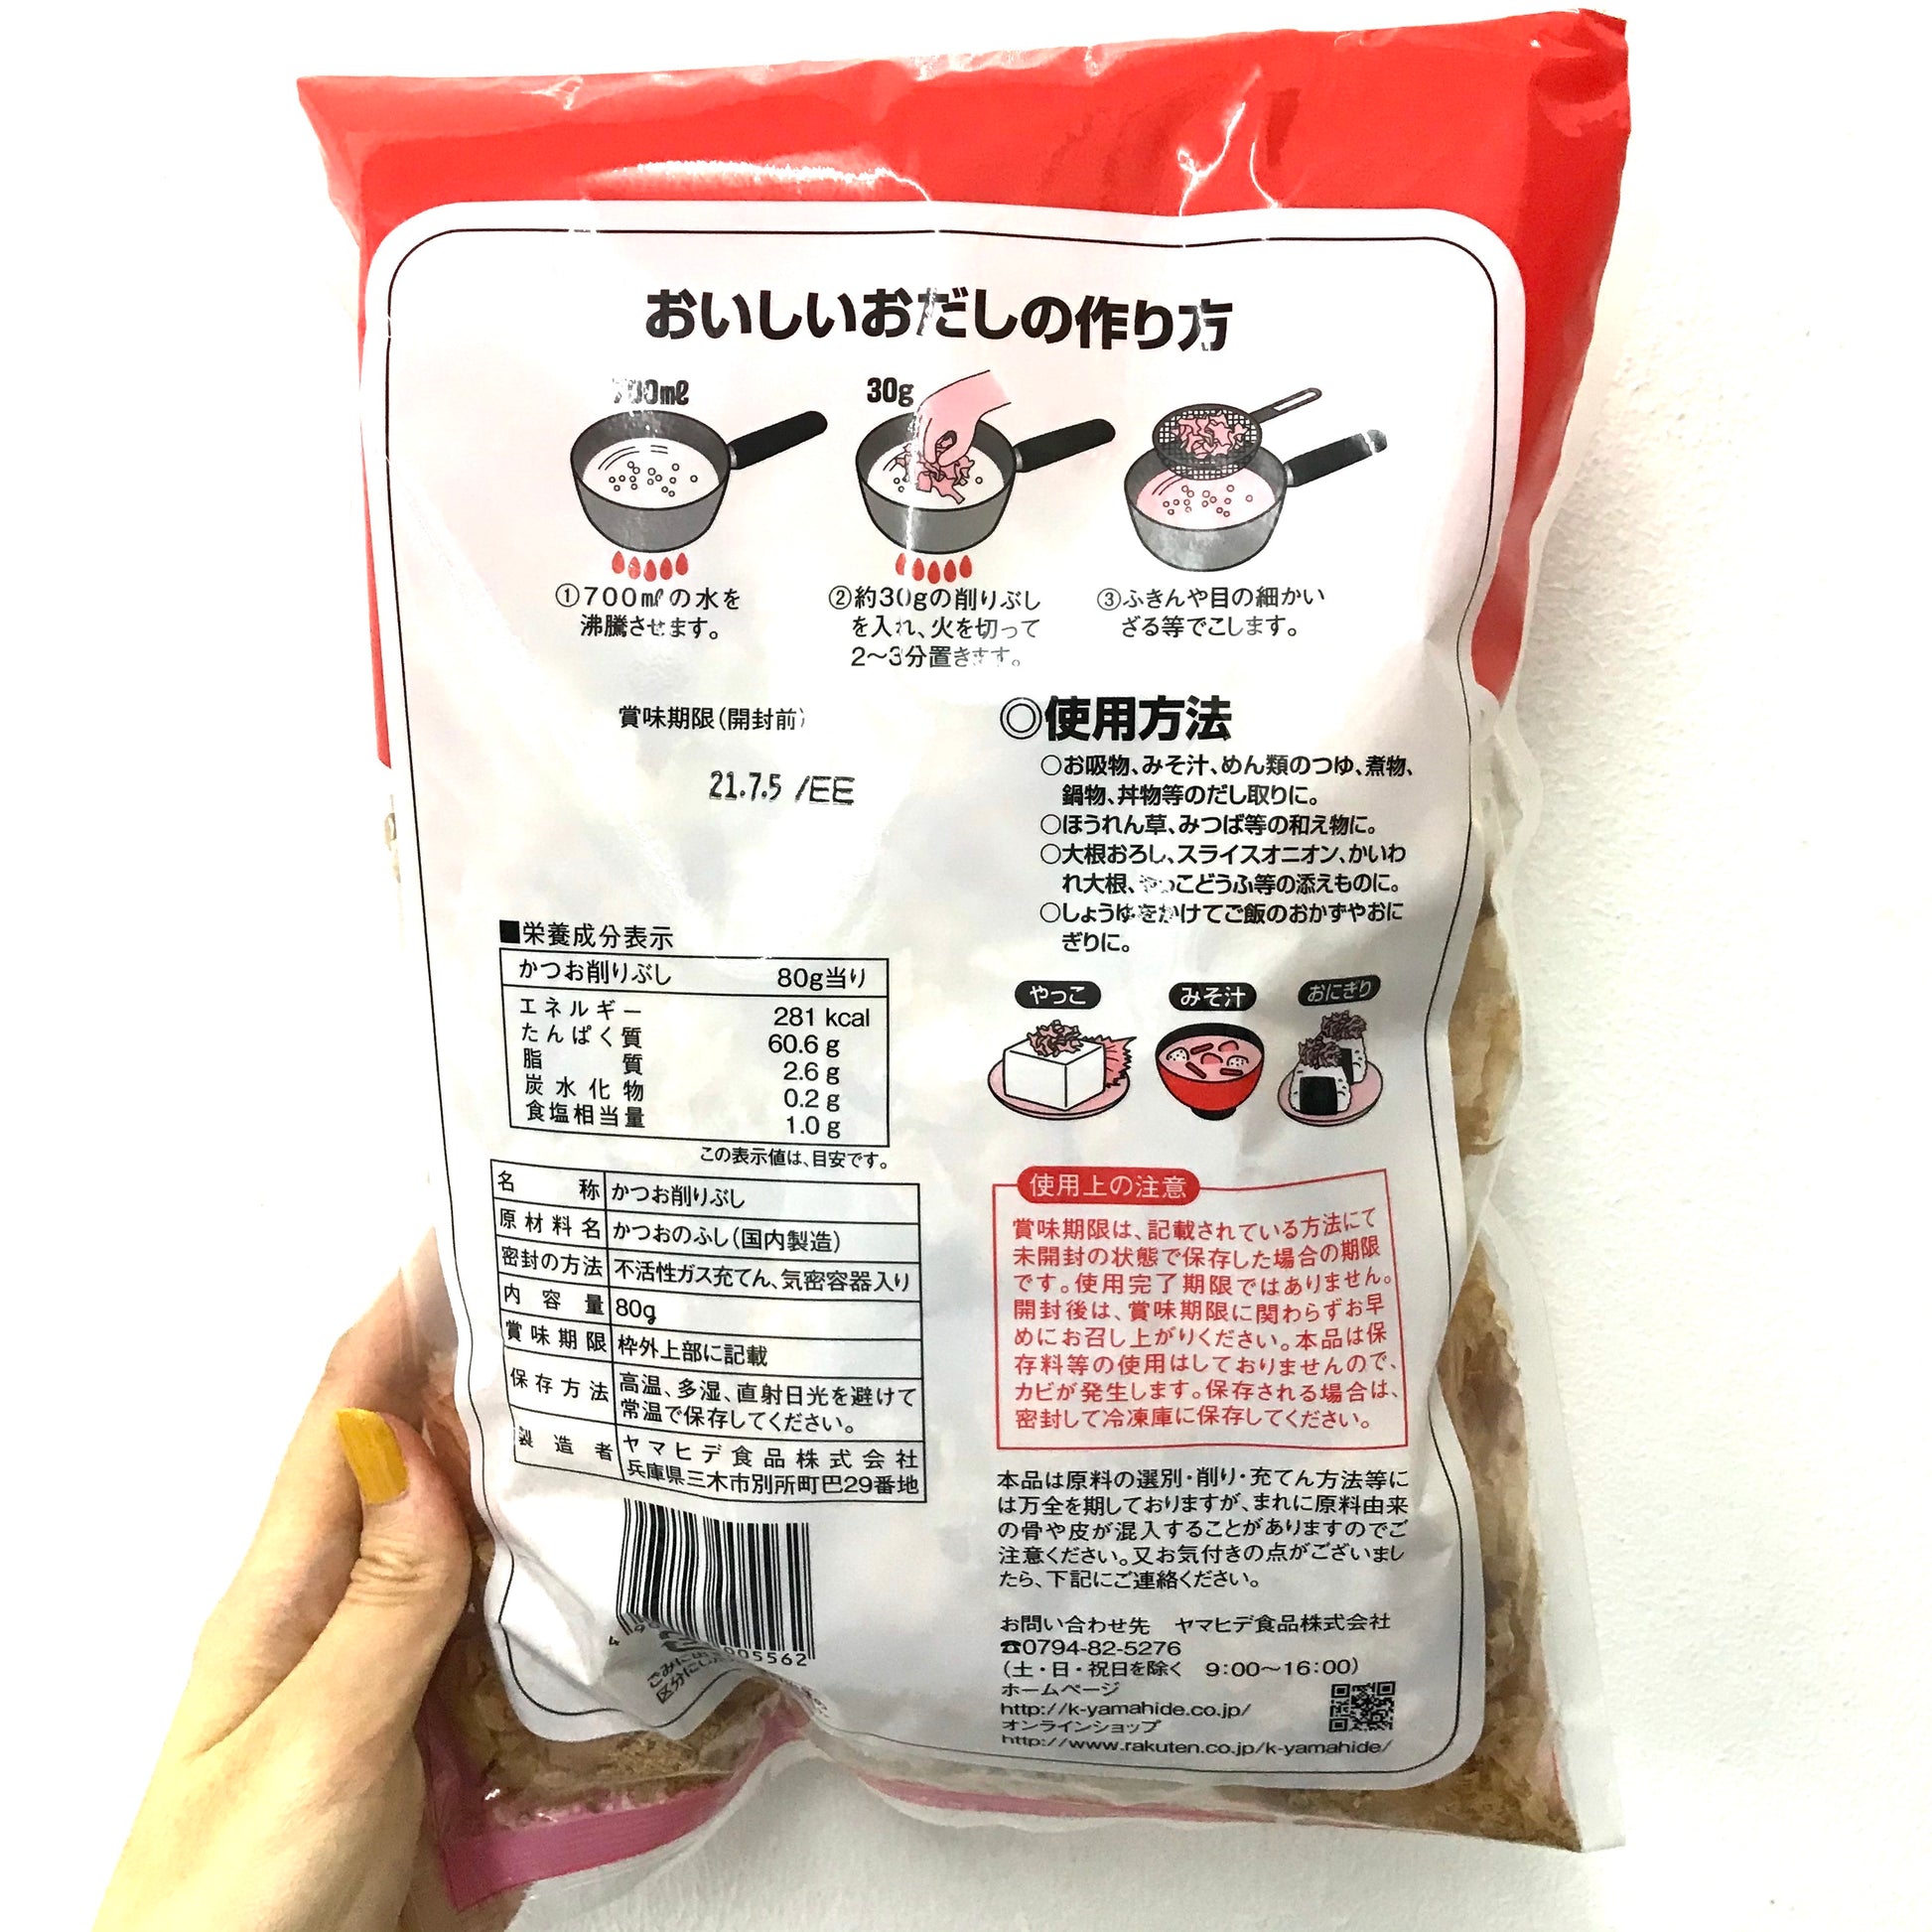 おいしいおだしの作り方
700mℓ
30g
①700mℓの水を
沸騰させます。
②約30gの削りぶし
を入れ、火を切って
2〜3分置きます。
③ふきんや目の細かい
ざる等でこします。
賞味期限(開封前)
21.7.5 /EE
◎使用方法
○お吸物、みそ汁、めん類のつゆ、煮物、
鍋物、丼物等のだし取りに。
○ほうれん草、みつば等の和え物に。
○大根おろし、スライスオニオン、かいわ
れ大根、やっこどうふ等の添えものに。
○しょうゆをかけてご飯のおかずやおに
ぎりに。
やっこ
みそ汁
おにぎり
■栄養成分表示
かつお削りぶし 80g当り
エネルギー 281 kcal
たんぱく質 60.6 g
脂質 2.6 g
炭水化物 0.2 g
食塩相当量 1.0 g
この表示値は、目安です。
名称 かつお削りぶし
原材料名 かつおのふし(国内製造)
密封の方法 不活性ガス充てん、気密容器入り
内容量 80g
賞味期限 枠外上部に記載
保存方法 高温、多湿、直射日光を避けて
常温で保存してください。
製造者 ヤマヒデ食品株式会社
兵庫県三木市別所町巴29番地
使用上の注意
賞味期限は、記載されている方法にて
未開封の状態で保存した場合の期限
です。使用完了期限ではありません。
開封後は、賞味期限に関わらずお早
めにお召し上がりください。本品は保
存料等の使用はしておりませんので、
カビが発生します。保存される場合は、
密封して冷凍庫に保存してください。
本品は原料の選別・削り・充てん方法等に
は万全を期しておりますが、まれに原料由来
の骨や皮が混入することがありますのでご
注意ください。又お気付きの点がございまし
たら、下記にご連絡ください。
お問い合わせ先 ヤマヒデ食品株式会社
☎0794-82-5276
(土・日・祝日を除く 9:00〜16:00)
ホームページ
http://k-yamahide.co.jp/
オンラインショップ
http://www.rakuten.co.jp/k-yamahide/
005562